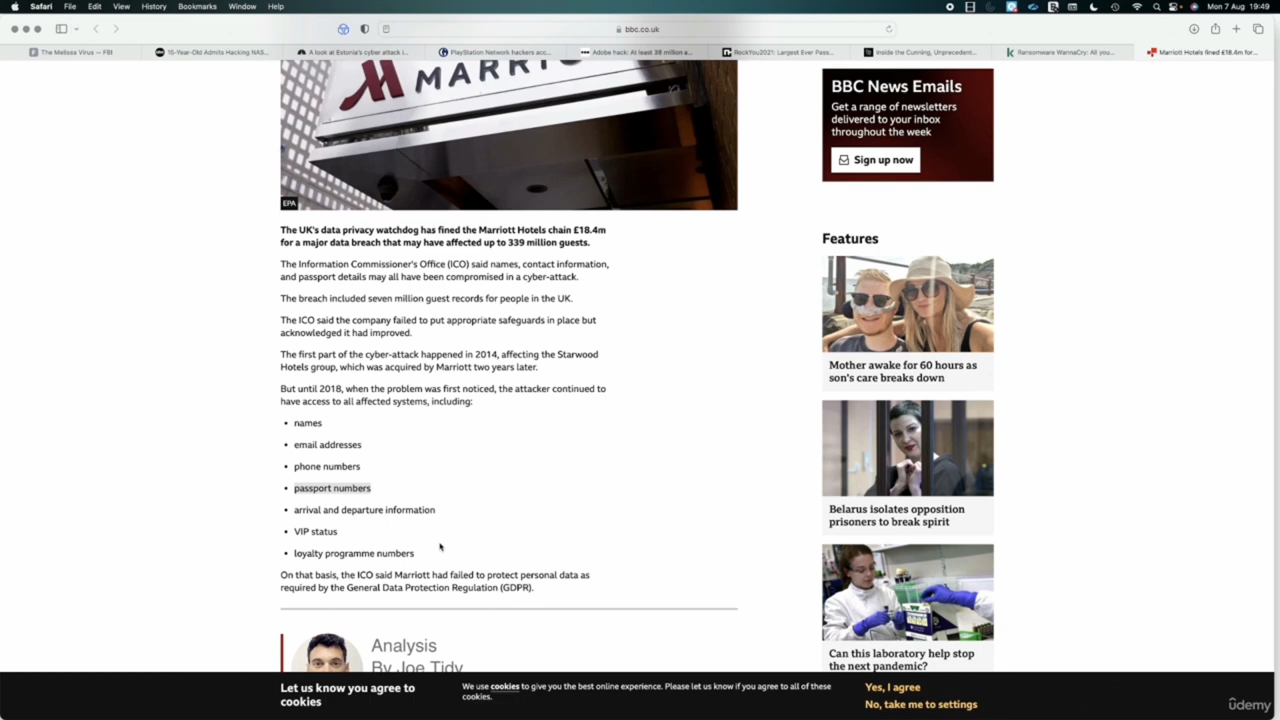 Safari File Edit View History Bookmarks Window Help Mon 7 Aug 19:49
bbc.co.uk
The Melissa Virus — FBI
15-Year-Old Admits Hacking NAS...
A look at Estonia's cyber attack i...
PlayStation Network hackers acc...
Adobe hack: At least 38 million a...
RockYou2021: Largest Ever Pass...
Inside the Cunning, Unprecedent...
Ransomware WannaCry: All you...
Marriott Hotels fined £18.4m for...
EPA
The UK's data privacy watchdog has fined the Marriott Hotels chain £18.4m
for a major data breach that may have affected up to 339 million guests.
The Information Commissioner's Office (ICO) said names, contact information,
and passport details may all have been compromised in a cyber-attack.
The breach included seven million guest records for people in the UK.
The ICO said the company failed to put appropriate safeguards in place but
acknowledged it had improved.
The first part of the cyber-attack happened in 2014, affecting the Starwood
Hotels group, which was acquired by Marriott two years later.
But until 2018, when the problem was first noticed, the attacker continued to
have access to all affected systems, including:
• names
• email addresses
• phone numbers
• passport numbers
• arrival and departure information
• VIP status
• loyalty programme numbers
On that basis, the ICO said Marriott had failed to protect personal data as
required by the General Data Protection Regulation (GDPR).
Analysis
By Joe Tidy
BBC News Emails
Get a range of newsletters
delivered to your inbox
throughout the week
Sign up now
Features
Mother awake for 60 hours as
son's care breaks down
Belarus isolates opposition
prisoners to break spirit
Can this laboratory help stop
the next pandemic?
Let us know you agree to
cookies
We use cookies to give you the best online experience. Please let us know if you agree to all of these
cookies.
Yes, I agree
No, take me to settings
ûdemy